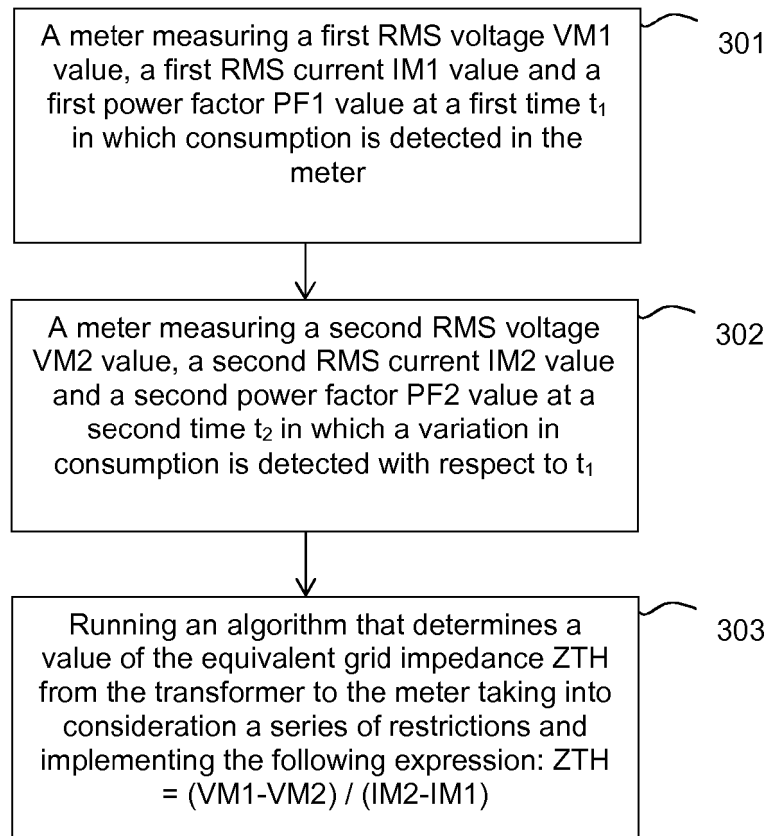 A meter measuring a first RMS voltage VM1
value, a first RMS current IM1 value and a
first power factor PF1 value at a first time t₁
in which consumption is detected in the
meter
301
A meter measuring a second RMS voltage
VM2 value, a second RMS current IM2 value
and a second power factor PF2 value at a
second time t₂ in which a variation in
consumption is detected with respect to t₁
302
Running an algorithm that determines a
value of the equivalent grid impedance ZTH
from the transformer to the meter taking into
consideration a series of restrictions and
implementing the following expression: ZTH
= (VM1-VM2) / (IM2-IM1)
303